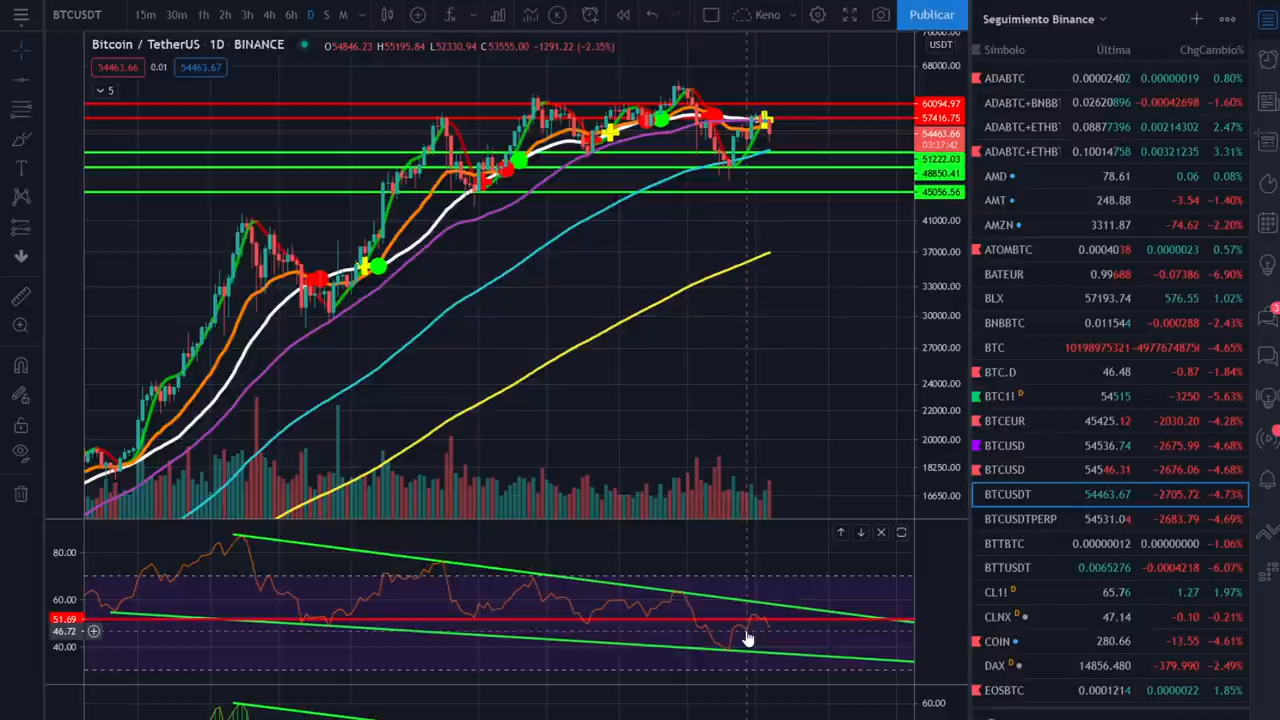 BTCUSDT 15m 30m 1h 2h 3h 4h 6h D S M Keno Publicar
Bitcoin / TetherUS · 1D · BINANCE O54846.23 H55195.84 L52330.94 C53555.00 -1291.22 (-2.35%)
54463.66 0.01 54463.67
5
USDT
68000.00
60094.97
57416.75
54463.66
03:37:42
51222.03
48850.41
45056.56
41000.00
37000.00
33000.00
30000.00
27000.00
24000.00
22000.00
20000.00
18250.00
16650.00
80.00
60.00
51.69
46.72
40.00
60.00
Seguimiento Binance
Símbolo Última Chg Cambio%
ADABTC 0.00002402 0.00000019 0.80%
ADABTC+BNBB -0.00042698 -1.60%
ADABTC+ETHB 0.08877396 0.00214302 2.47%
ADABTC+ETHB 0.10014758 0.00321235 3.31%
AMD 78.61 0.06 0.08%
AMT 248.88 -3.54 -1.40%
AMZN 3311.87 -74.62 -2.20%
ATOMBTC 0.0004038 0.0000023 0.57%
BATEUR 0.99688 -0.07386 -6.90%
BLX 57193.74 576.55 1.02%
BNBBTC 0.011544 -0.000288 -2.43%
BTC 10198975321 -4977674875 -4.65%
BTC.D 46.48 -0.87 -1.84%
BTC1! D 54515 -3250 -5.63%
BTCEUR 45425.12 -2030.20 -4.28%
BTCUSD 54536.74 -2675.99 -4.68%
BTCUSD 54546.31 -2676.06 -4.68%
BTCUSDT 54463.67 -2705.72 -4.73%
BTCUSDTPERP 54531.04 -2683.79 -4.69%
BTTBTC 0.00000012 0.00000000 -1.06%
BTTUSDT 0.0065276 -0.0004218 -6.07%
CL1! D 65.76 1.27 1.97%
CLNX D 47.14 -0.10 -0.21%
COIN 280.66 -13.55 -4.61%
DAX D 14856.480 -379.990 -2.49%
EOSBTC 0.0001214 0.0000022 1.85%